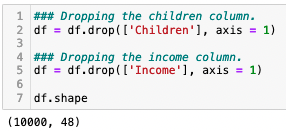 1 ### Dropping the children column.
2 df = df.drop(['Children'], axis = 1)
3
4 ### Dropping the income column.
5 df = df.drop(['Income'], axis = 1)
6
7 df.shape
(10000, 48)